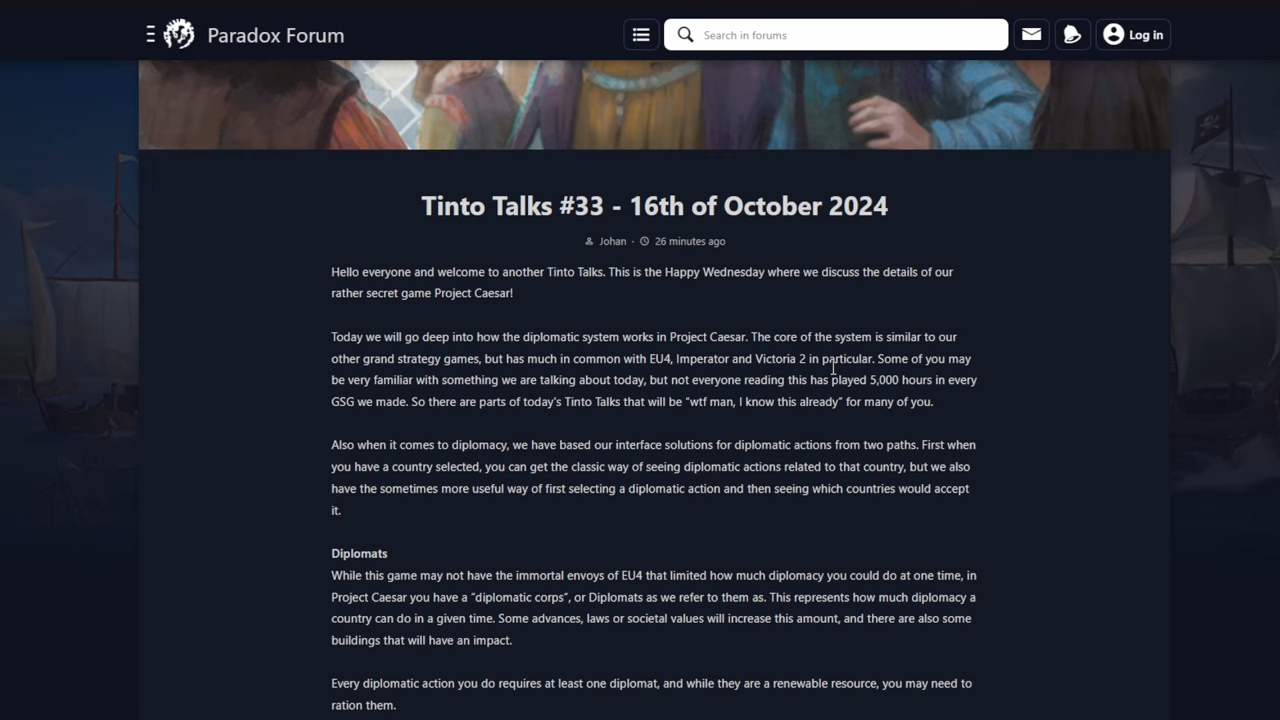 Paradox Forum
Search in forums
Log in
Tinto Talks #33 - 16th of October 2024
Johan · 26 minutes ago
Hello everyone and welcome to another Tinto Talks. This is the Happy Wednesday where we discuss the details of our
rather secret game Project Caesar!
Today we will go deep into how the diplomatic system works in Project Caesar. The core of the system is similar to our
other grand strategy games, but has much in common with EU4, Imperator and Victoria 2 in particular. Some of you may
be very familiar with something we are talking about today, but not everyone reading this has played 5,000 hours in every
GSG we made. So there are parts of today's Tinto Talks that will be "wtf man, I know this already" for many of you.
Also when it comes to diplomacy, we have based our interface solutions for diplomatic actions from two paths. First when
you have a country selected, you can get the classic way of seeing diplomatic actions related to that country, but we also
have the sometimes more useful way of first selecting a diplomatic action and then seeing which countries would accept
it.
Diplomats
While this game may not have the immortal envoys of EU4 that limited how much diplomacy you could do at one time, in
Project Caesar you have a "diplomatic corps", or Diplomats as we refer to them as. This represents how much diplomacy a
country can do in a given time. Some advances, laws or societal values will increase this amount, and there are also some
buildings that will have an impact.
Every diplomatic action you do requires at least one diplomat, and while they are a renewable resource, you may need to
ration them.